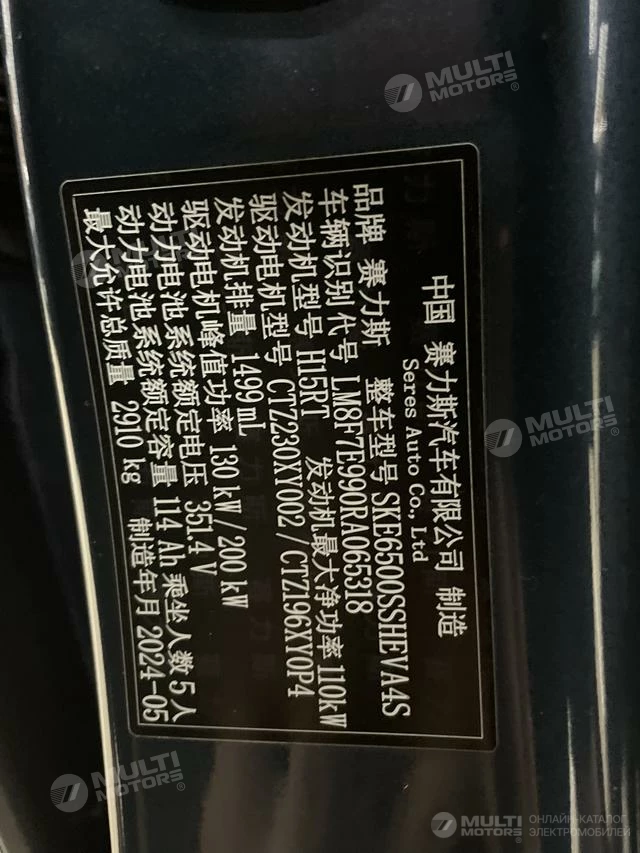 中国 赛力斯汽车有限公司 制造
Seres Auto Co., Ltd
品牌 赛力斯 整车型号 SKE6500SSHEVA4S
车辆识别代号 LM8F7E990RA065318
发动机型号 H15RT 发动机最大净功率 110kW
驱动电机型号 CTZ230XY002/CTZ196XY0P4
发动机排量 1499 mL
驱动电机峰值功率 130 kW/200 kW
动力电池系统额定电压 351.4 V
动力电池系统额定容量 114 Ah 乘坐人数 5 人
最大允许总质量 2910 kg 制造年月 2024-05
MULTI MOTORS®
MULTI MOTORS®
MULTI MOTORS®
MULTI MOTORS®
MULTI MOTORS® ОНЛАЙН-КАТАЛОГ ЭЛЕКТРОМОБИЛЕЙ